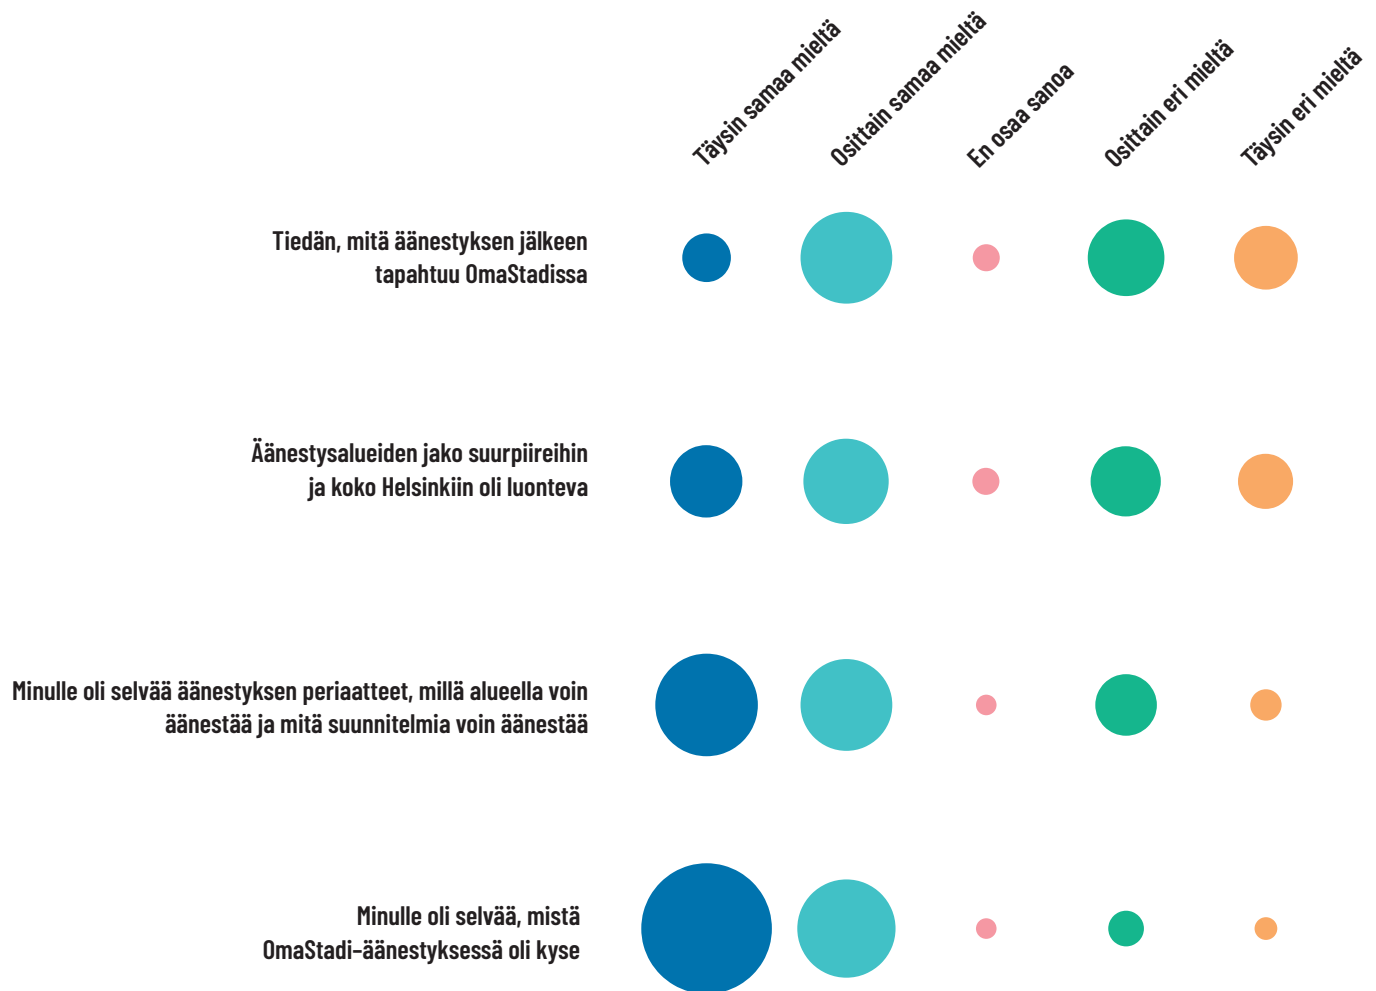 Täysin samaa mieltä
Osittain samaa mieltä
En osaa sanoa
Osittain eri mieltä
Täysin eri mieltä
Tiedän, mitä äänestyksen jälkeen
tapahtuu OmaStadissa
Äänestysalueiden jako suurpiireihin
ja koko Helsinkiin oli luonteva
Minulle oli selvää äänestyksen periaatteet, millä alueella voin
äänestää ja mitä suunnitelmia voin äänestää
Minulle oli selvää, mistä
OmaStadi-äänestyksessä oli kyse